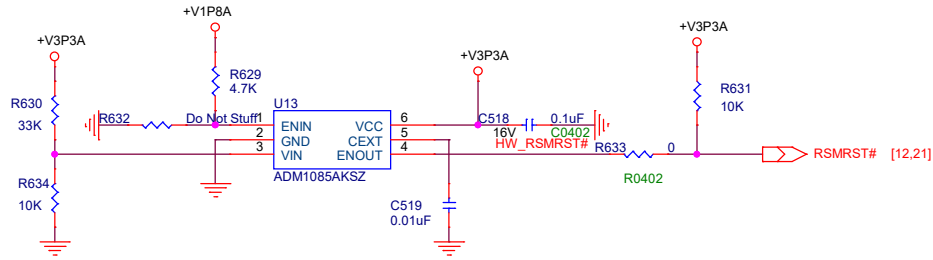 +V1P8A
+V3P3A
+V3P3A
+V3P3A
R629
4.7K
R630
33K
R632
Do Not Stuff
U13
1 ENIN
2 GND
3 VIN
VCC 6
CEXT 5
ENOUT 4
ADM1085AKSZ
C518
0.1uF
16V
C0402
HW_RSMRST#
R631
10K
R633
0
R0402
RSMRST# [12,21]
R634
10K
C519
0.01uF